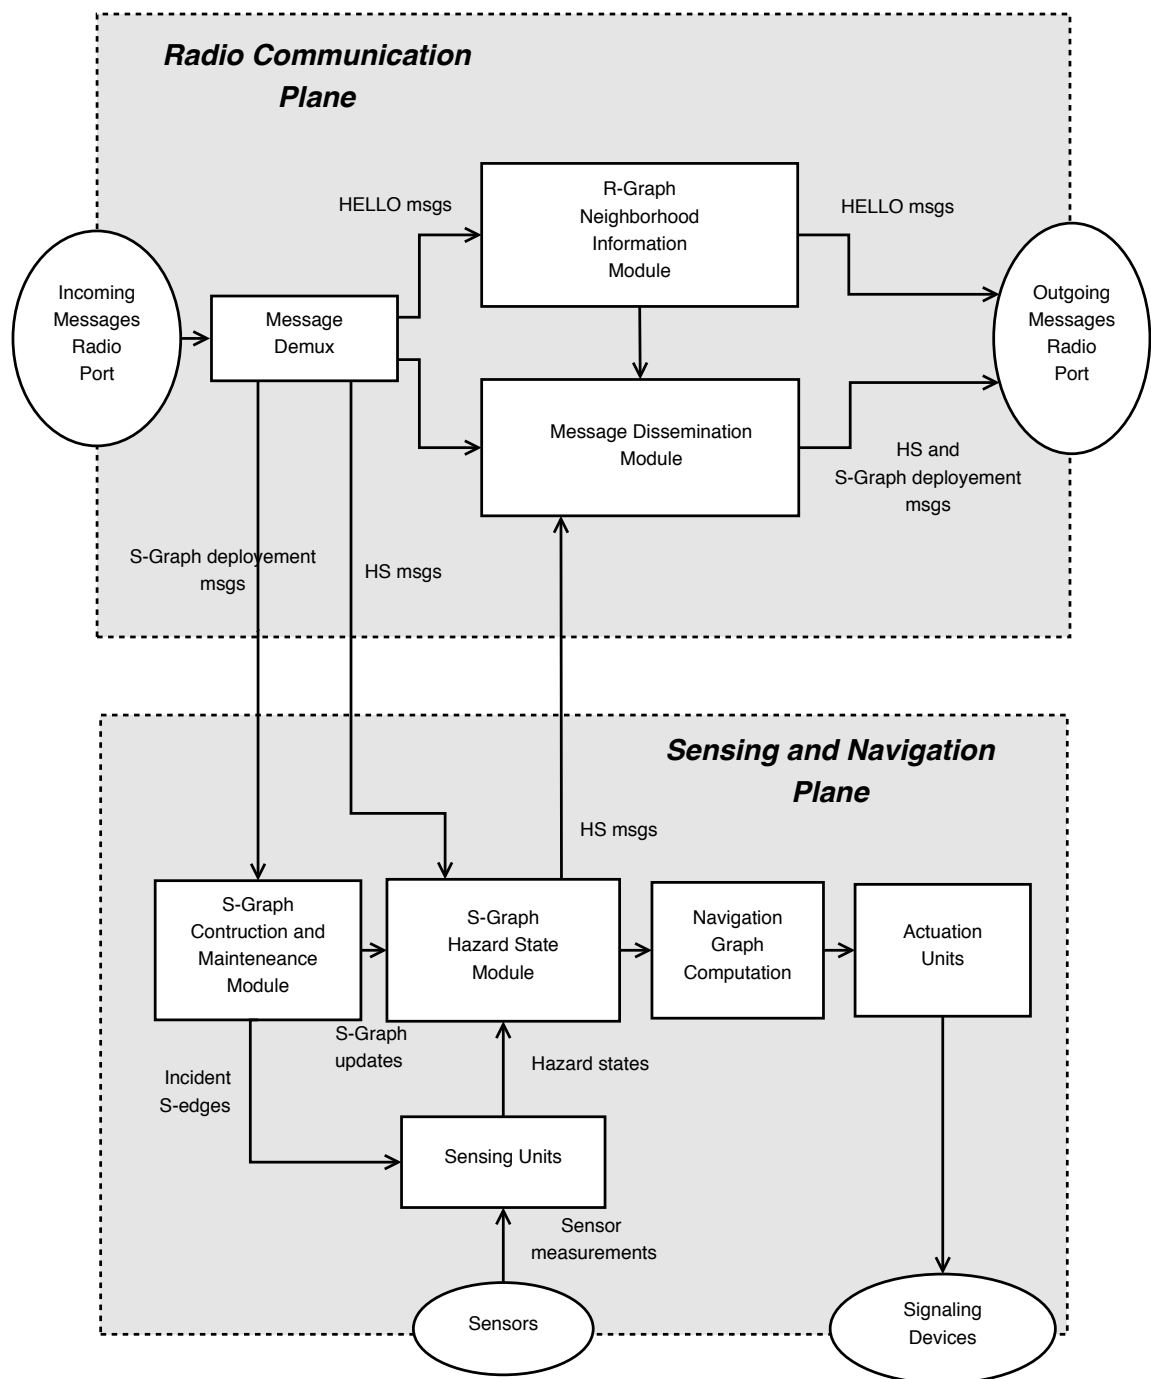 Radio Communication
Plane
HELLO msgs
R-Graph
Neighborhood
Information
Module
HELLO msgs
Incoming
Messages
Radio
Port
Message
Demux
Outgoing
Messages
Radio
Port
Message Dissemination
Module
HS and
S-Graph deployement
msgs
S-Graph deployement
msgs
HS msgs
Sensing and Navigation
Plane
HS msgs
S-Graph
Contruction and
Mainteneance
Module
S-Graph
Hazard State
Module
Navigation
Graph
Computation
Actuation
Units
S-Graph
updates
Hazard states
Incident
S-edges
Sensing Units
Sensor
measurements
Sensors
Signaling
Devices